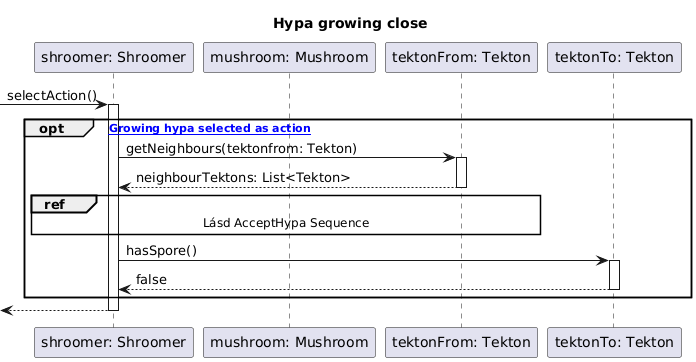 Hypa growing close
shroomer: Shroomer
mushroom: Mushroom
tektonFrom: Tekton
tektonTo: Tekton
selectAction()
opt
Growing hypa selected as action
getNeighbours(tektonfrom: Tekton)
neighbourTektons: List<Tekton>
ref
Lásd AcceptHypa Sequence
hasSpore()
false
shroomer: Shroomer
mushroom: Mushroom
tektonFrom: Tekton
tektonTo: Tekton